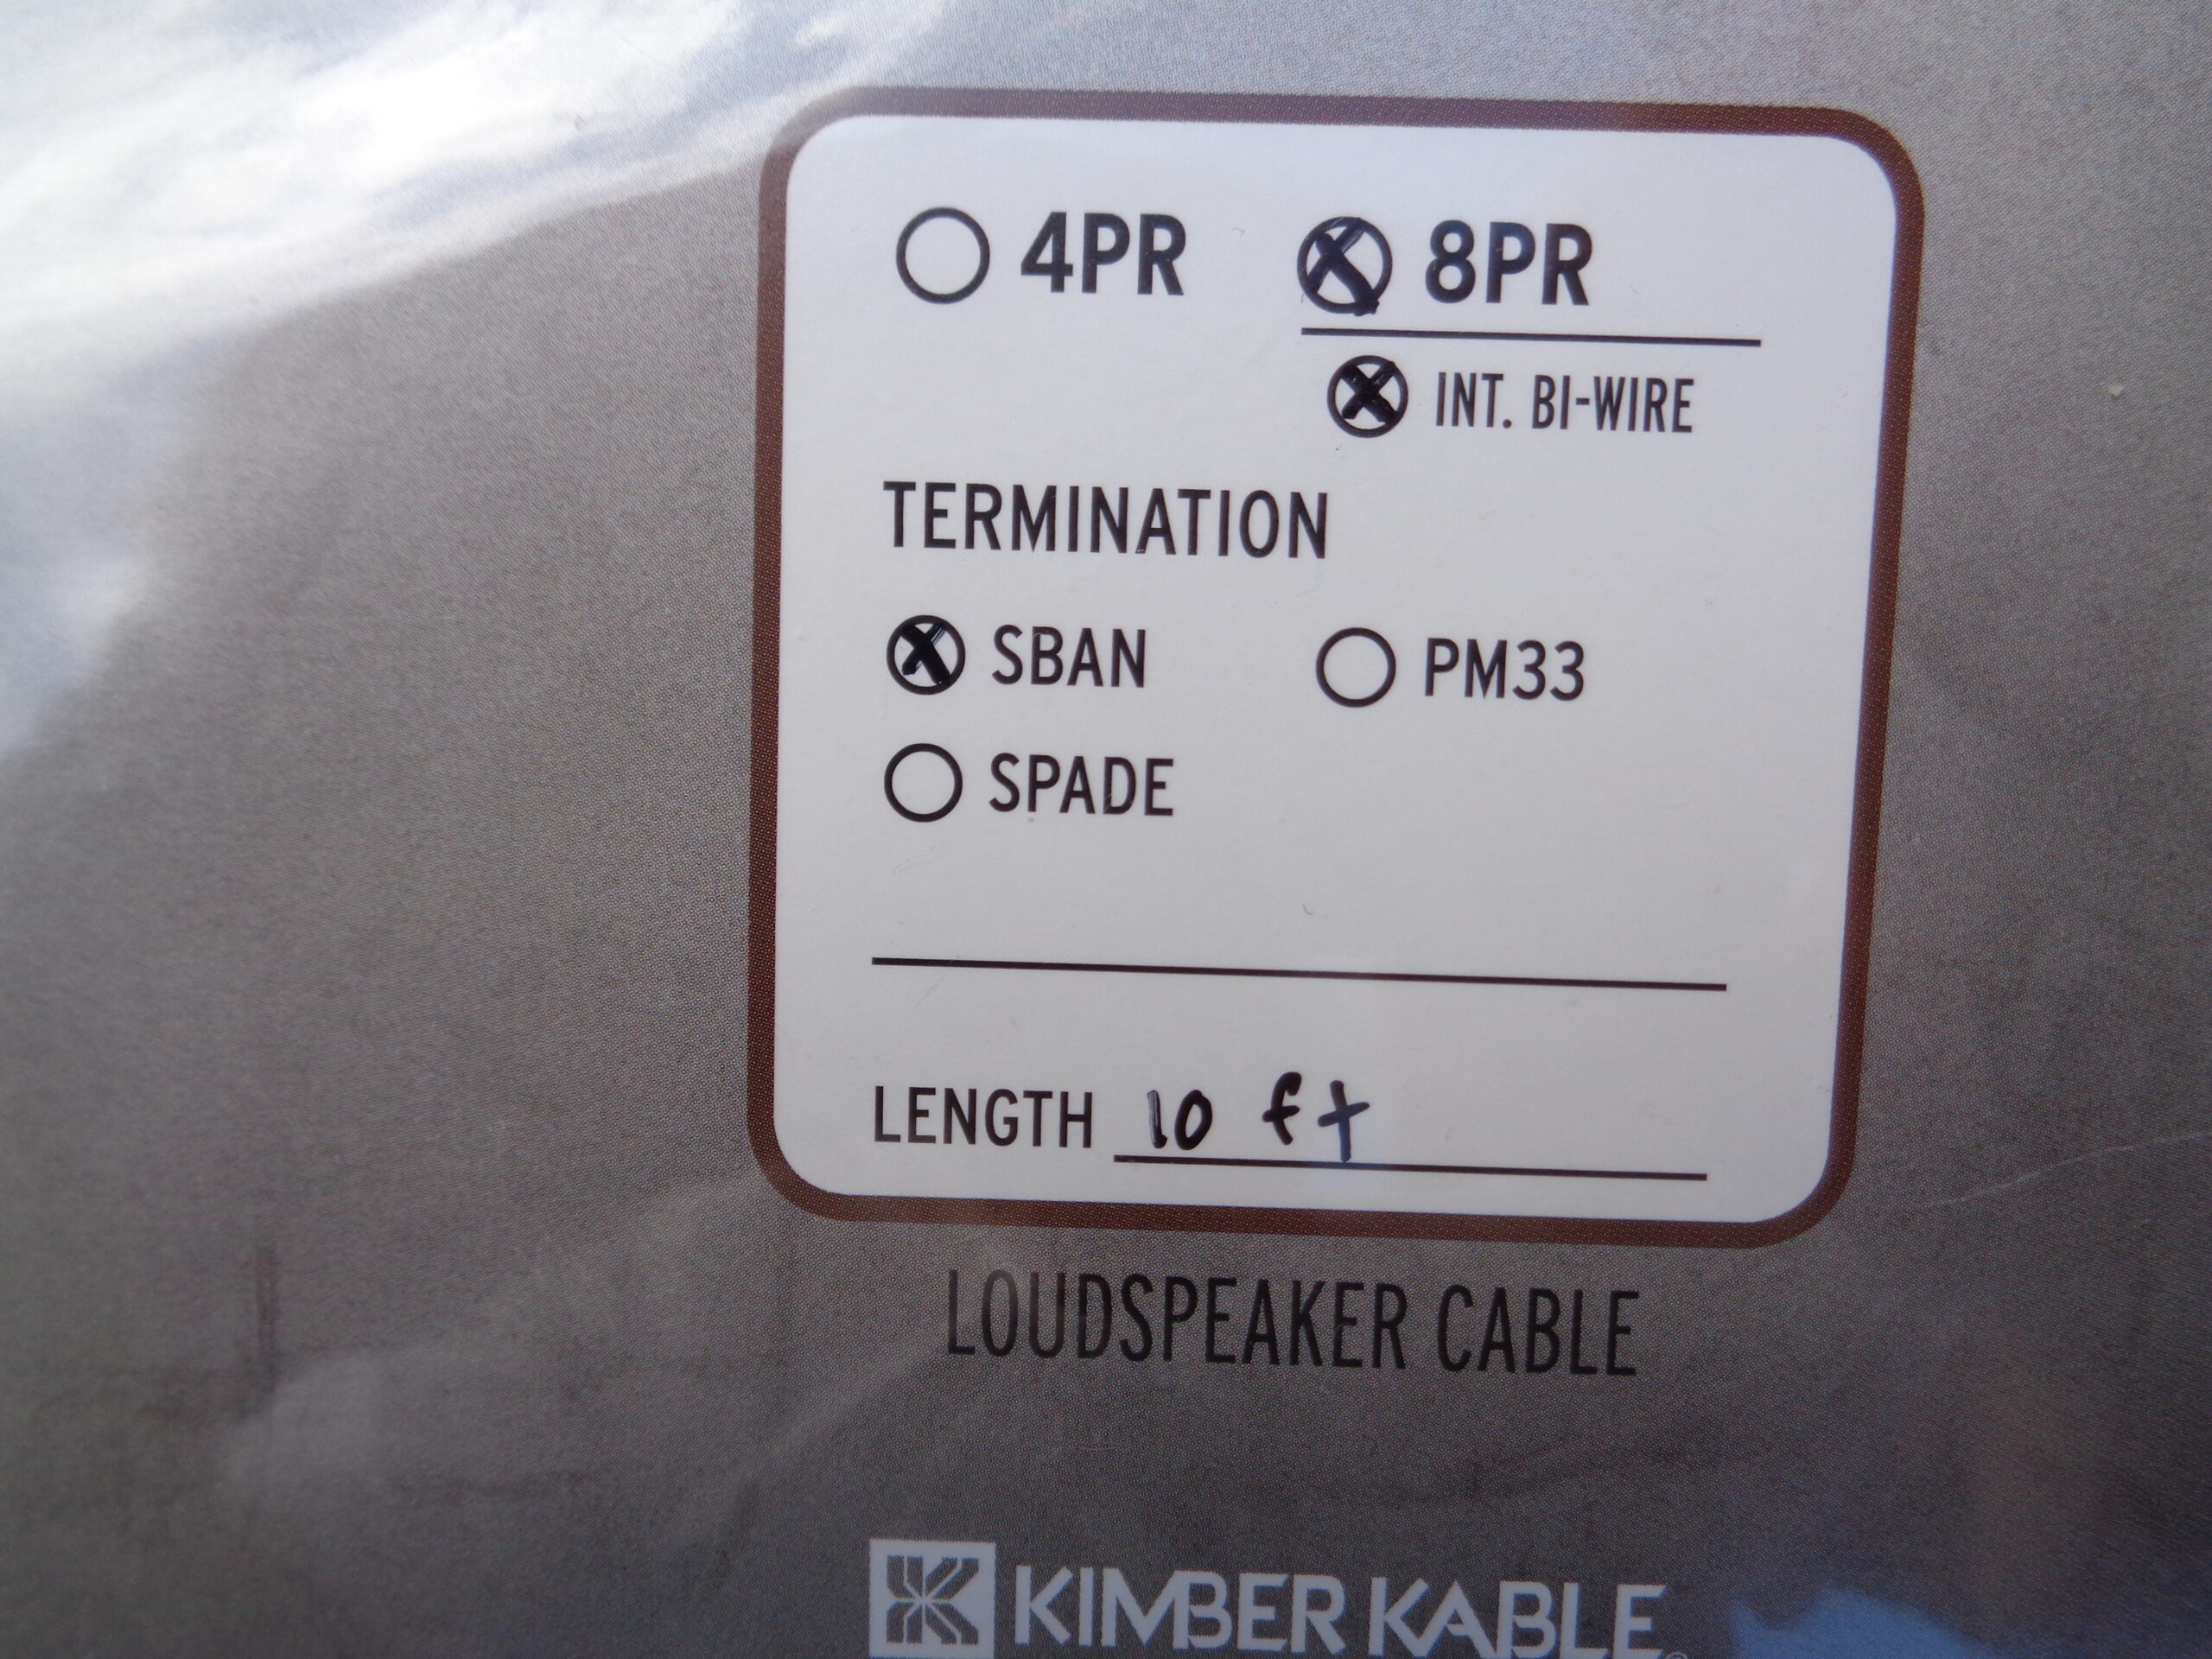 4PR 8PR
INT. BI-WIRE
TERMINATION
SBAN PM33
SPADE
LENGTH 10 ft
LOUDSPEAKER CABLE
KIMBER KABLE®